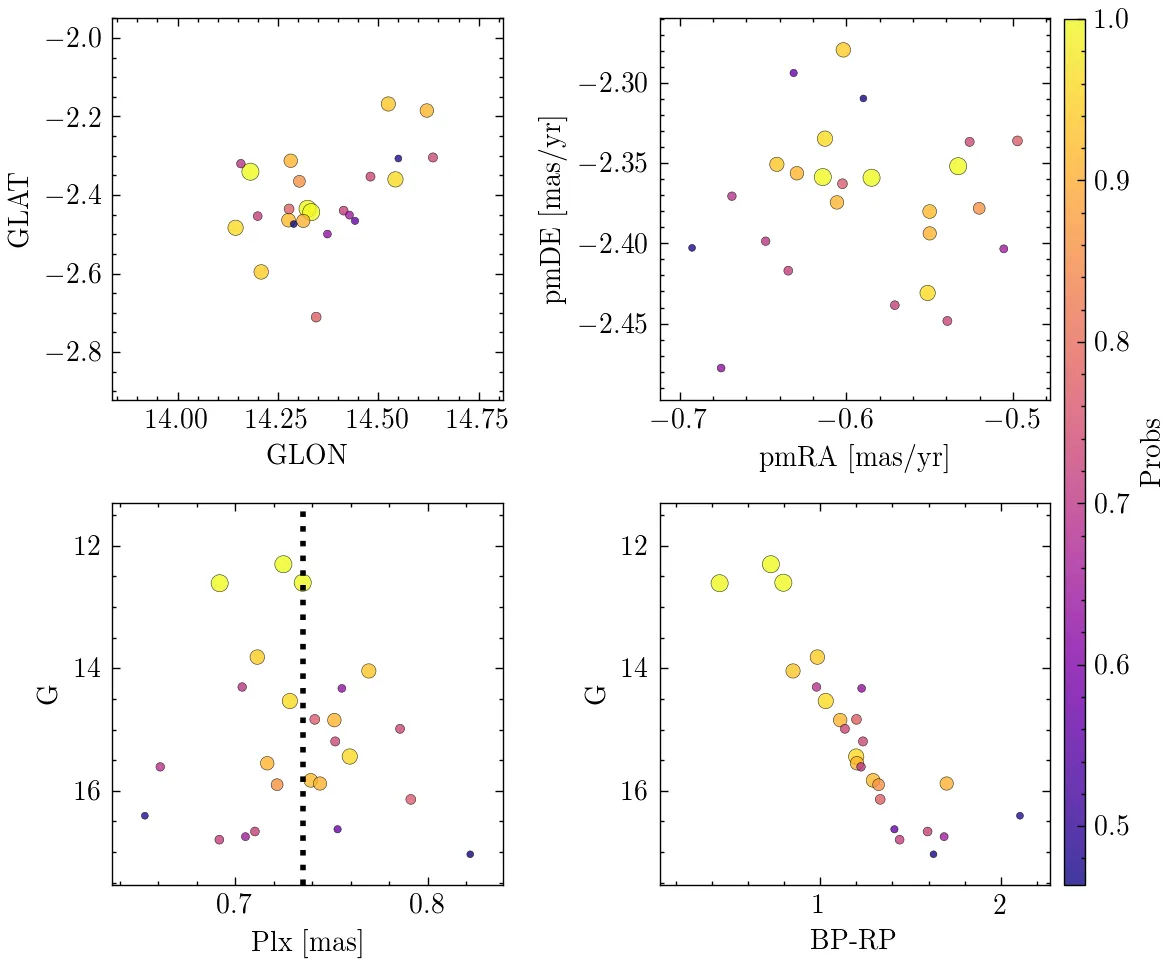 −2.0
−2.2
−2.4
−2.6
−2.8
GLAT
14.00 14.25 14.50 14.75
GLON
−2.30
−2.35
−2.40
−2.45
pmDE [mas/yr]
−0.7 −0.6 −0.5
pmRA [mas/yr]
12
14
16
G
0.7 0.8
Plx [mas]
12
14
16
G
1 2
BP-RP
1.0
0.9
0.8
0.7
0.6
0.5
Probs